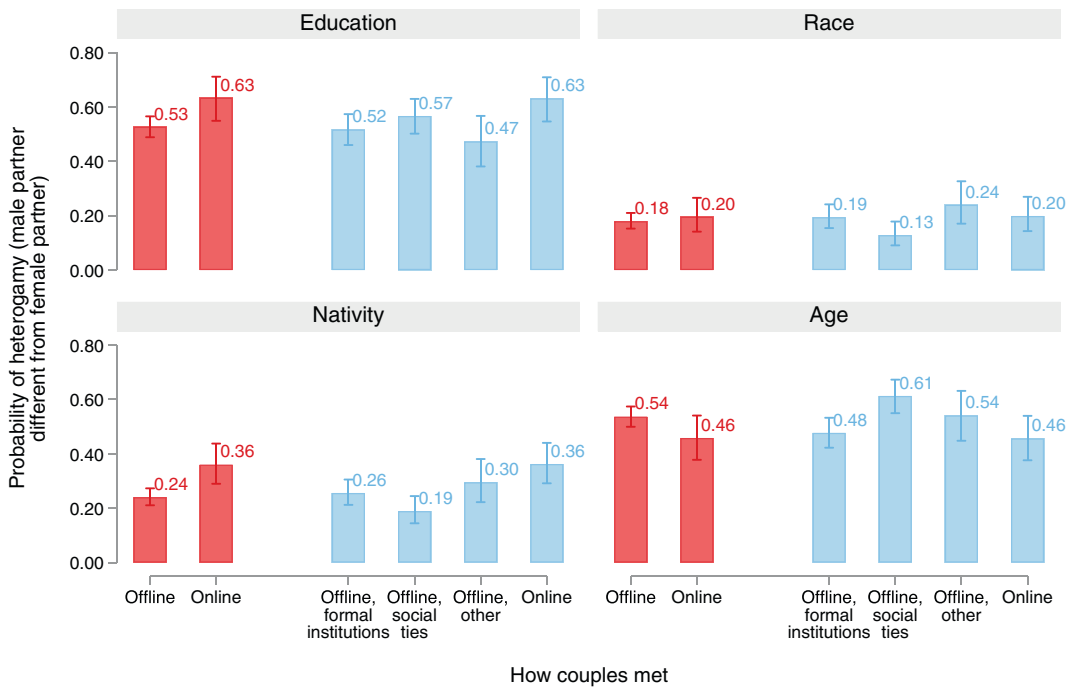 Education
Race
0.80
0.60
0.40
0.20
0.00
0.53
0.63
0.52
0.57
0.47
0.63
0.18
0.20
0.19
0.13
0.24
0.20
Probability of heterogamy (male partner
different from female partner)
Nativity
Age
0.80
0.60
0.40
0.20
0.00
0.24
0.36
0.26
0.19
0.30
0.36
0.54
0.46
0.48
0.61
0.54
0.46
Offline
Online
Offline,
formal
institutions
Offline,
social
ties
Offline,
other
Online
Offline
Online
Offline,
formal
institutions
Offline,
social
ties
Offline,
other
Online
How couples met